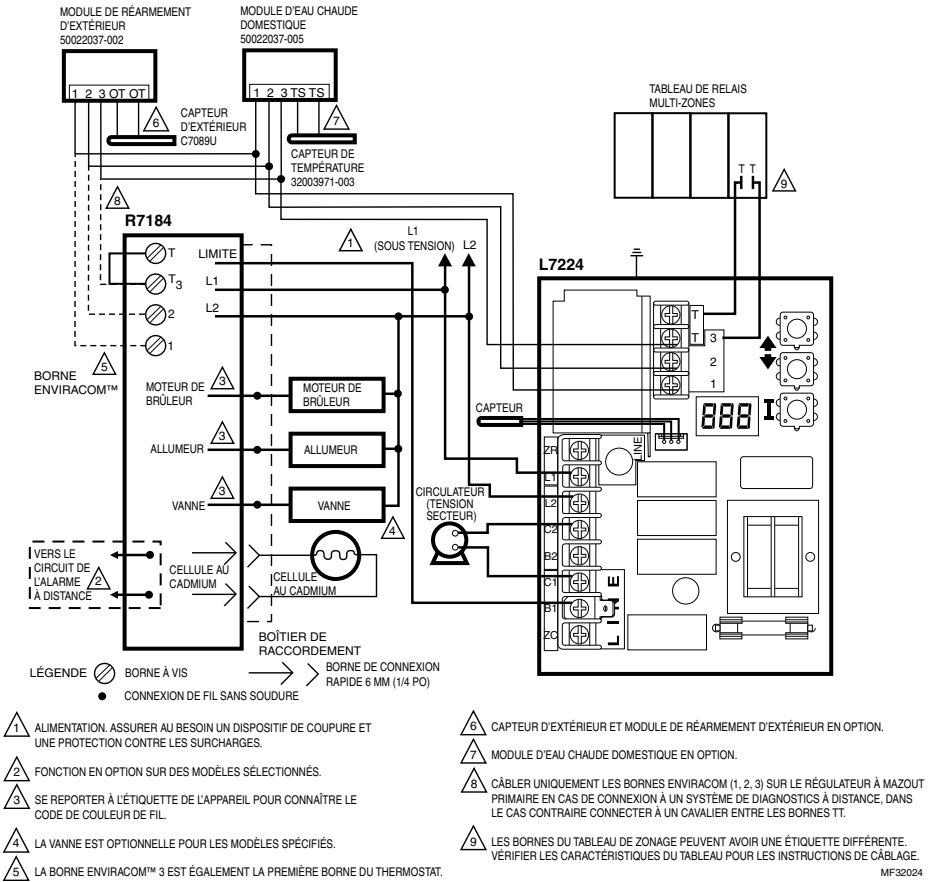 MODULE DE RÉARMEMENT
D'EXTÉRIEUR
50022037-002
MODULE D'EAU CHAUDE
DOMESTIQUE
50022037-005
1 2 3 OT OT
1 2 3 TS TS
6
CAPTEUR
D'EXTÉRIEUR
C7089U
7
CAPTEUR DE
TEMPÉRATURE
32003971-003
TABLEAU DE RELAIS
MULTI-ZONES
T T
9
8
R7184
1
L1
(SOUS TENSION)
L2
L7224
T
T3
2
1
LIMITE
L1
L2
5
BORNE
ENVIRACOM™
T
T
3
2
1
MOTEUR DE
BRÛLEUR
3
MOTEUR DE
BRÛLEUR
ALLUMEUR
3
ALLUMEUR
VANNE
3
VANNE
4
CAPTEUR
888
LINE
ZR
L1
L2
C2
B2
C1
B1
ZC
LINE
CIRCULATEUR
(TENSION
SECTEUR)
VERS LE
CIRCUIT DE
L'ALARME
À DISTANCE
2
CELLULE AU
CADMIUM
CELLULE
AU CADMIUM
BOÎTIER DE
RACCORDEMENT
LÉGENDE
BORNE À VIS
BORNE DE CONNEXION
RAPIDE 6 MM (1/4 PO)
CONNEXION DE FIL SANS SOUDURE
1 ALIMENTATION. ASSURER AU BESOIN UN DISPOSITIF DE COUPURE ET
UNE PROTECTION CONTRE LES SURCHARGES.
2 FONCTION EN OPTION SUR DES MODÈLES SÉLECTIONNÉS.
3 SE REPORTER À L'ÉTIQUETTE DE L'APPAREIL POUR CONNAÎTRE LE
CODE DE COULEUR DE FIL.
4 LA VANNE EST OPTIONNELLE POUR LES MODÈLES SPÉCIFIÉS.
5 LA BORNE ENVIRACOM™ 3 EST ÉGALEMENT LA PREMIÈRE BORNE DU THERMOSTAT.
6 CAPTEUR D'EXTÉRIEUR ET MODULE DE RÉARMEMENT D'EXTÉRIEUR EN OPTION.
7 MODULE D'EAU CHAUDE DOMESTIQUE EN OPTION.
8 CÂBLER UNIQUEMENT LES BORNES ENVIRACOM (1, 2, 3) SUR LE RÉGULATEUR À MAZOUT
PRIMAIRE EN CAS DE CONNEXION À UN SYSTÈME DE DIAGNOSTICS À DISTANCE, DANS
LE CAS CONTRAIRE CONNECTER À UN CAVALIER ENTRE LES BORNES TT.
9 LES BORNES DU TABLEAU DE ZONAGE PEUVENT AVOIR UNE ÉTIQUETTE DIFFÉRENTE.
VÉRIFIER LES CARACTÉRISTIQUES DU TABLEAU POUR LES INSTRUCTIONS DE CÂBLAGE.
MF32024